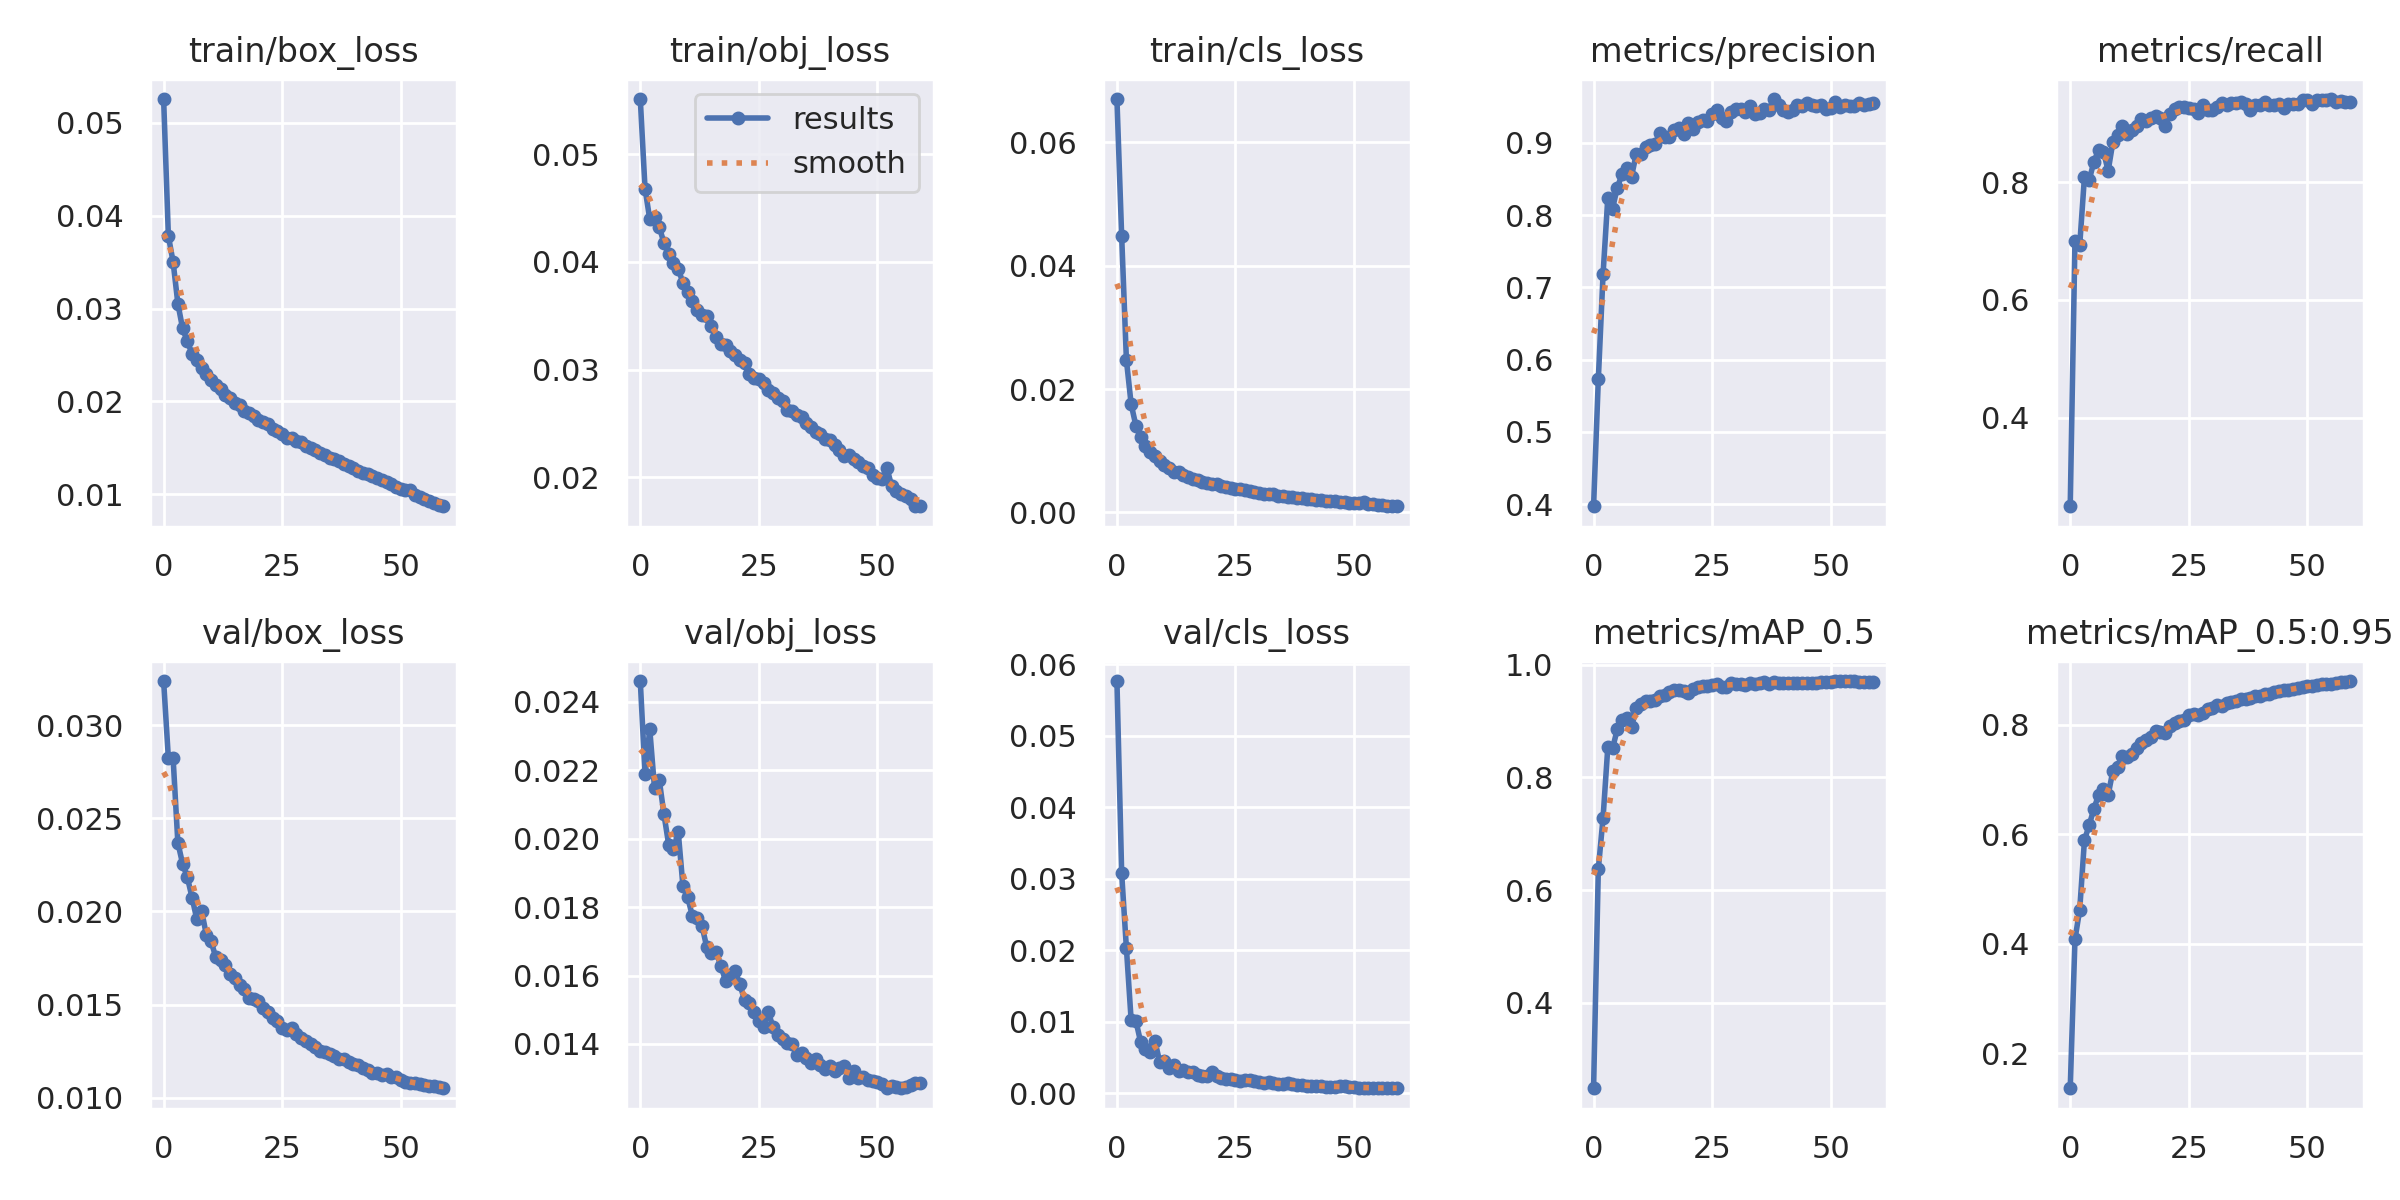 train/box_loss
0.05
0.04
0.03
0.02
0.01
0 25 50
train/obj_loss
results
smooth
0.05
0.04
0.03
0.02
0 25 50
train/cls_loss
0.06
0.04
0.02
0.00
0 25 50
metrics/precision
0.9
0.8
0.7
0.6
0.5
0.4
0 25 50
metrics/recall
0.8
0.6
0.4
0 25 50
val/box_loss
0.030
0.025
0.020
0.015
0.010
0 25 50
val/obj_loss
0.024
0.022
0.020
0.018
0.016
0.014
0 25 50
val/cls_loss
0.06
0.05
0.04
0.03
0.02
0.01
0.00
0 25 50
metrics/mAP_0.5
1.0
0.8
0.6
0.4
0 25 50
metrics/mAP_0.5:0.95
0.8
0.6
0.4
0.2
0 25 50